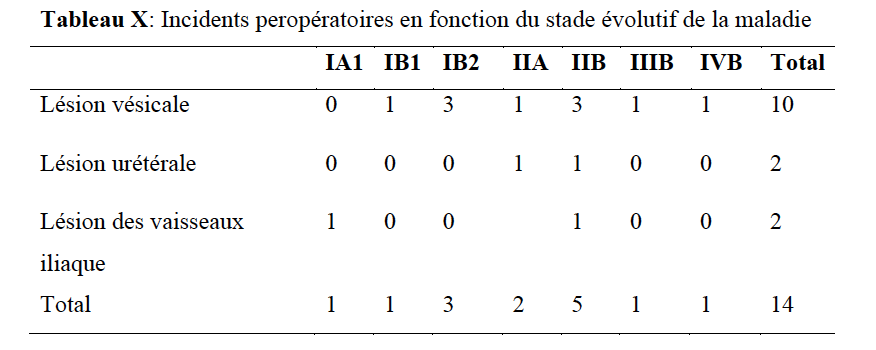 Tableau X: Incidents peropératoires en fonction du stade évolutif de la maladie
IA1 IB1 IB2 IIA IIB IIIB IVB Total
Lésion vésicale 0 1 3 1 3 1 1 10
Lésion urétérale 0 0 0 1 1 0 0 2
Lésion des vaisseaux 1 0 0 1 0 0 2
iliaque
Total 1 1 3 2 5 1 1 14